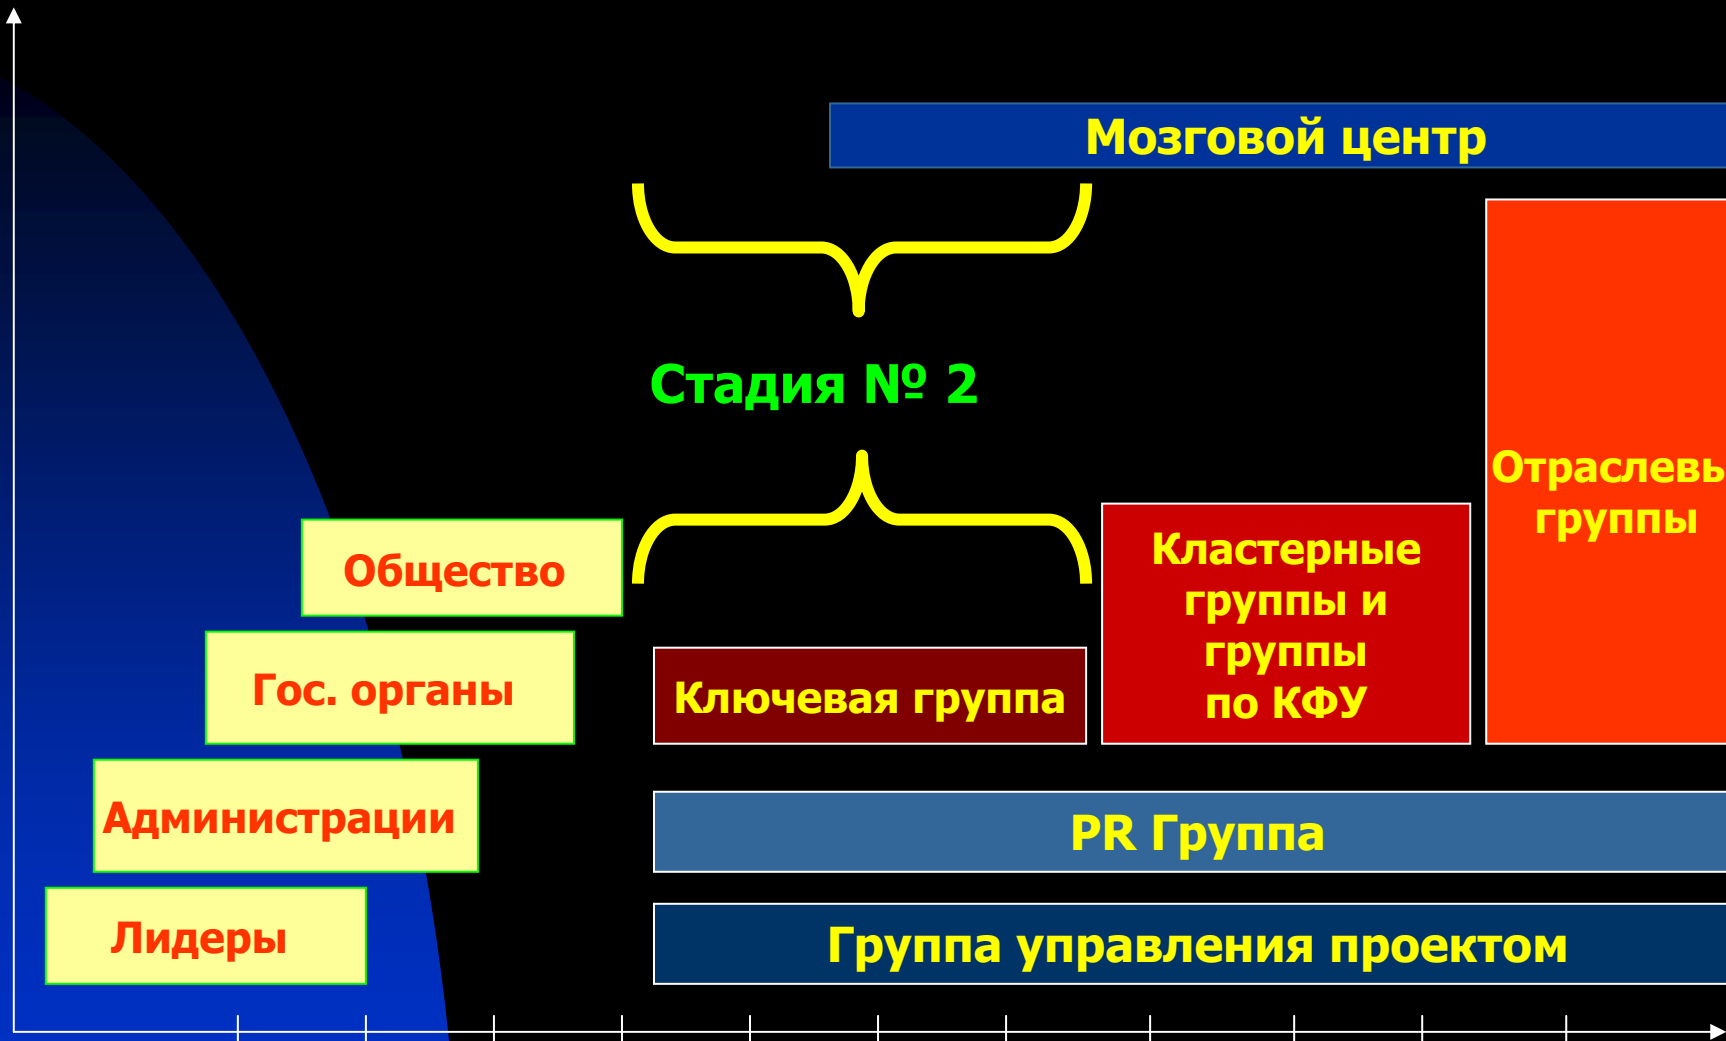 Мозговой центр
Стадия № 2
Отраслевы
группы
Общество
Кластерные
группы и
группы
по КФУ
Гос. органы
Ключевая группа
Администрации
PR Группа
Лидеры
Группа управления проектом